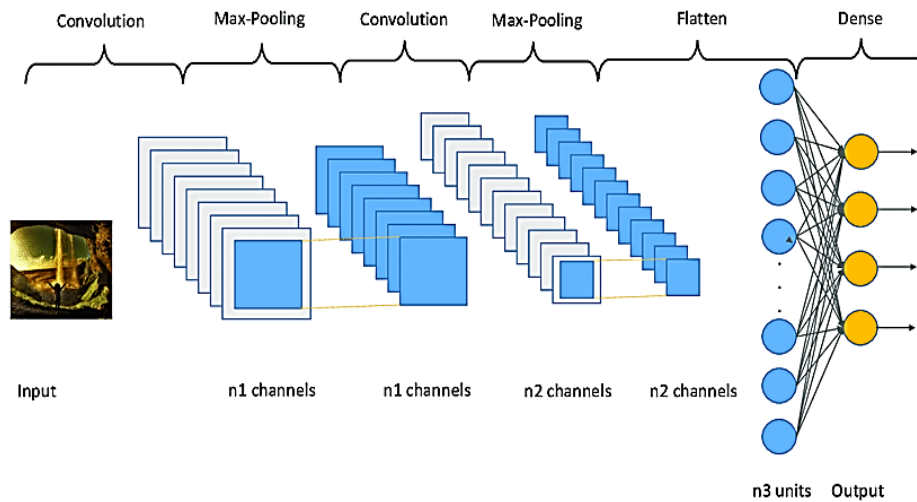 Convolution Max-Pooling Convolution Max-Pooling Flatten Dense
Input n1 channels n1 channels n2 channels n2 channels
n3 units Output